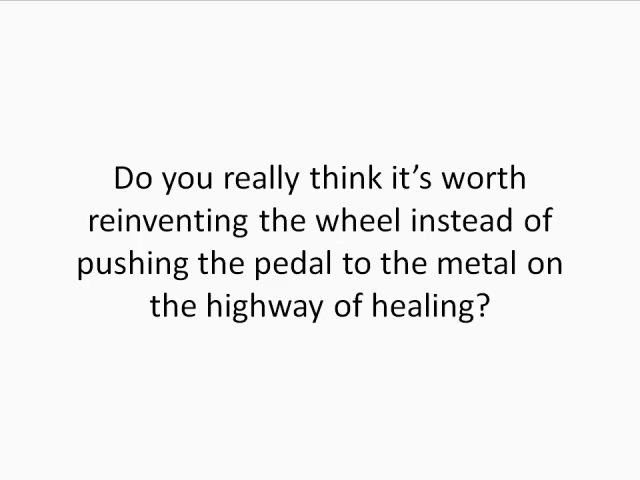 Do you really think it’s worth
reinventing the wheel instead of
pushing the pedal to the metal on
the highway of healing?